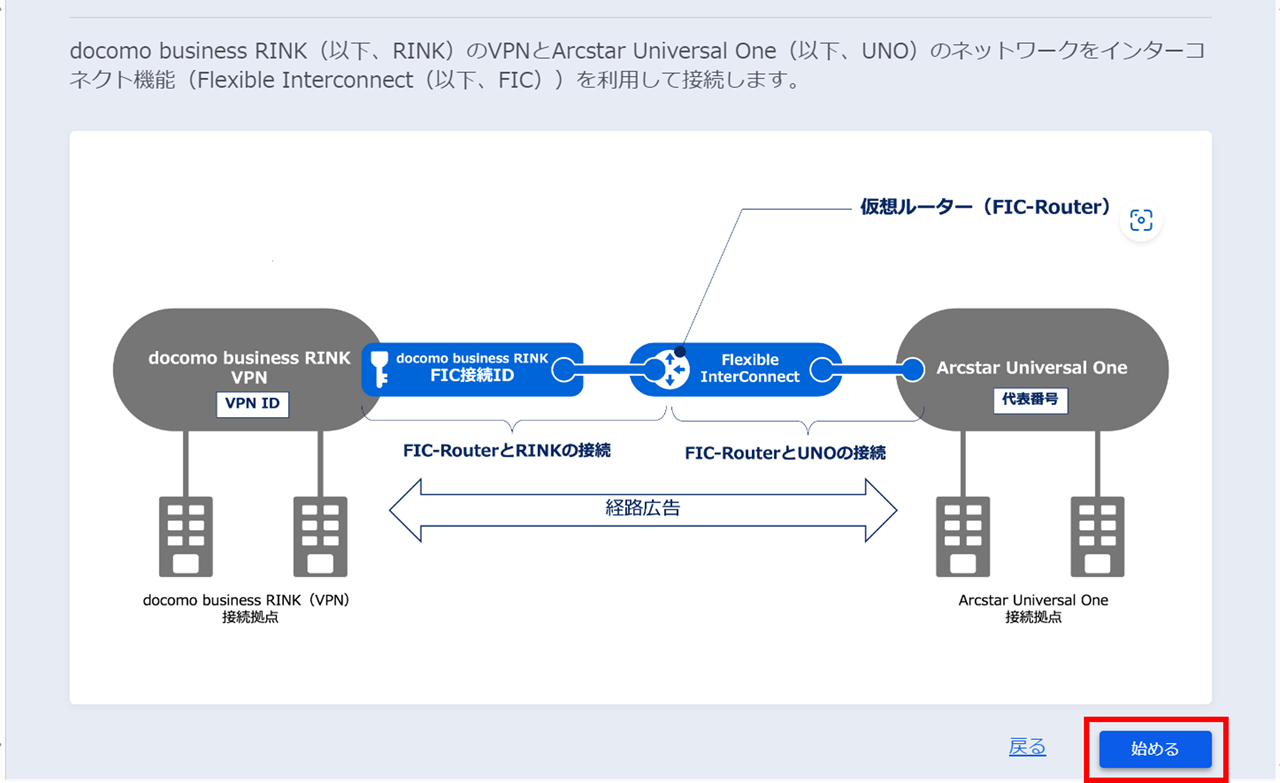 docomo business RINK（以下、RINK）のVPNとArcstar Universal One（以下、UNO）のネットワークをインターコ
ネクト機能（Flexible Interconnect（以下、FIC））を利用して接続します。
仮想ルーター（FIC-Router）
docomo business RINK
VPN
VPN ID
docomo business RINK
FIC接続ID
Flexible
InterConnect
Arcstar Universal One
代表番号
FIC-RouterとRINKの接続
FIC-RouterとUNOの接続
経路広告
docomo business RINK（VPN）
接続拠点
Arcstar Universal One
接続拠点
戻る
始める